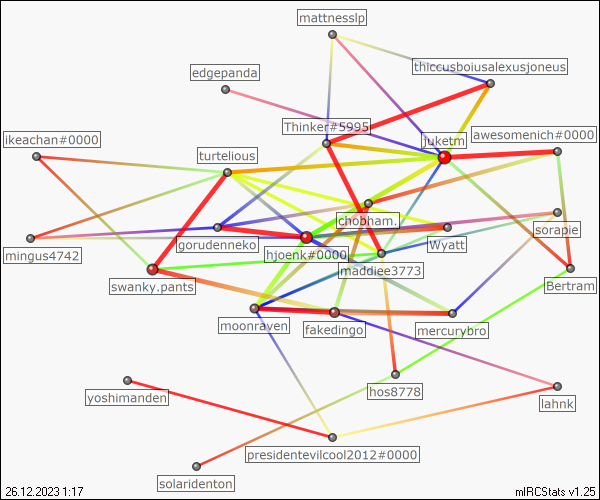 mattnesslp
thiccusboiusalexusjoneus
edgepanda
Thinker#5995
awesomenich#0000
ikeachan#0000
juketm
turtelious
chobham.
sorapie
gorudenneko
Wyatt
mingus4742
hjoenk#0000
maddiee3773
swanky.pants
Bertram
moonraven
fakedingo
mercurybro
hos8778
yoshimanden
lahnk
presidentevilcool2012#0000
solaridenton
26.12.2023 1:17
mIRCStats v1.25